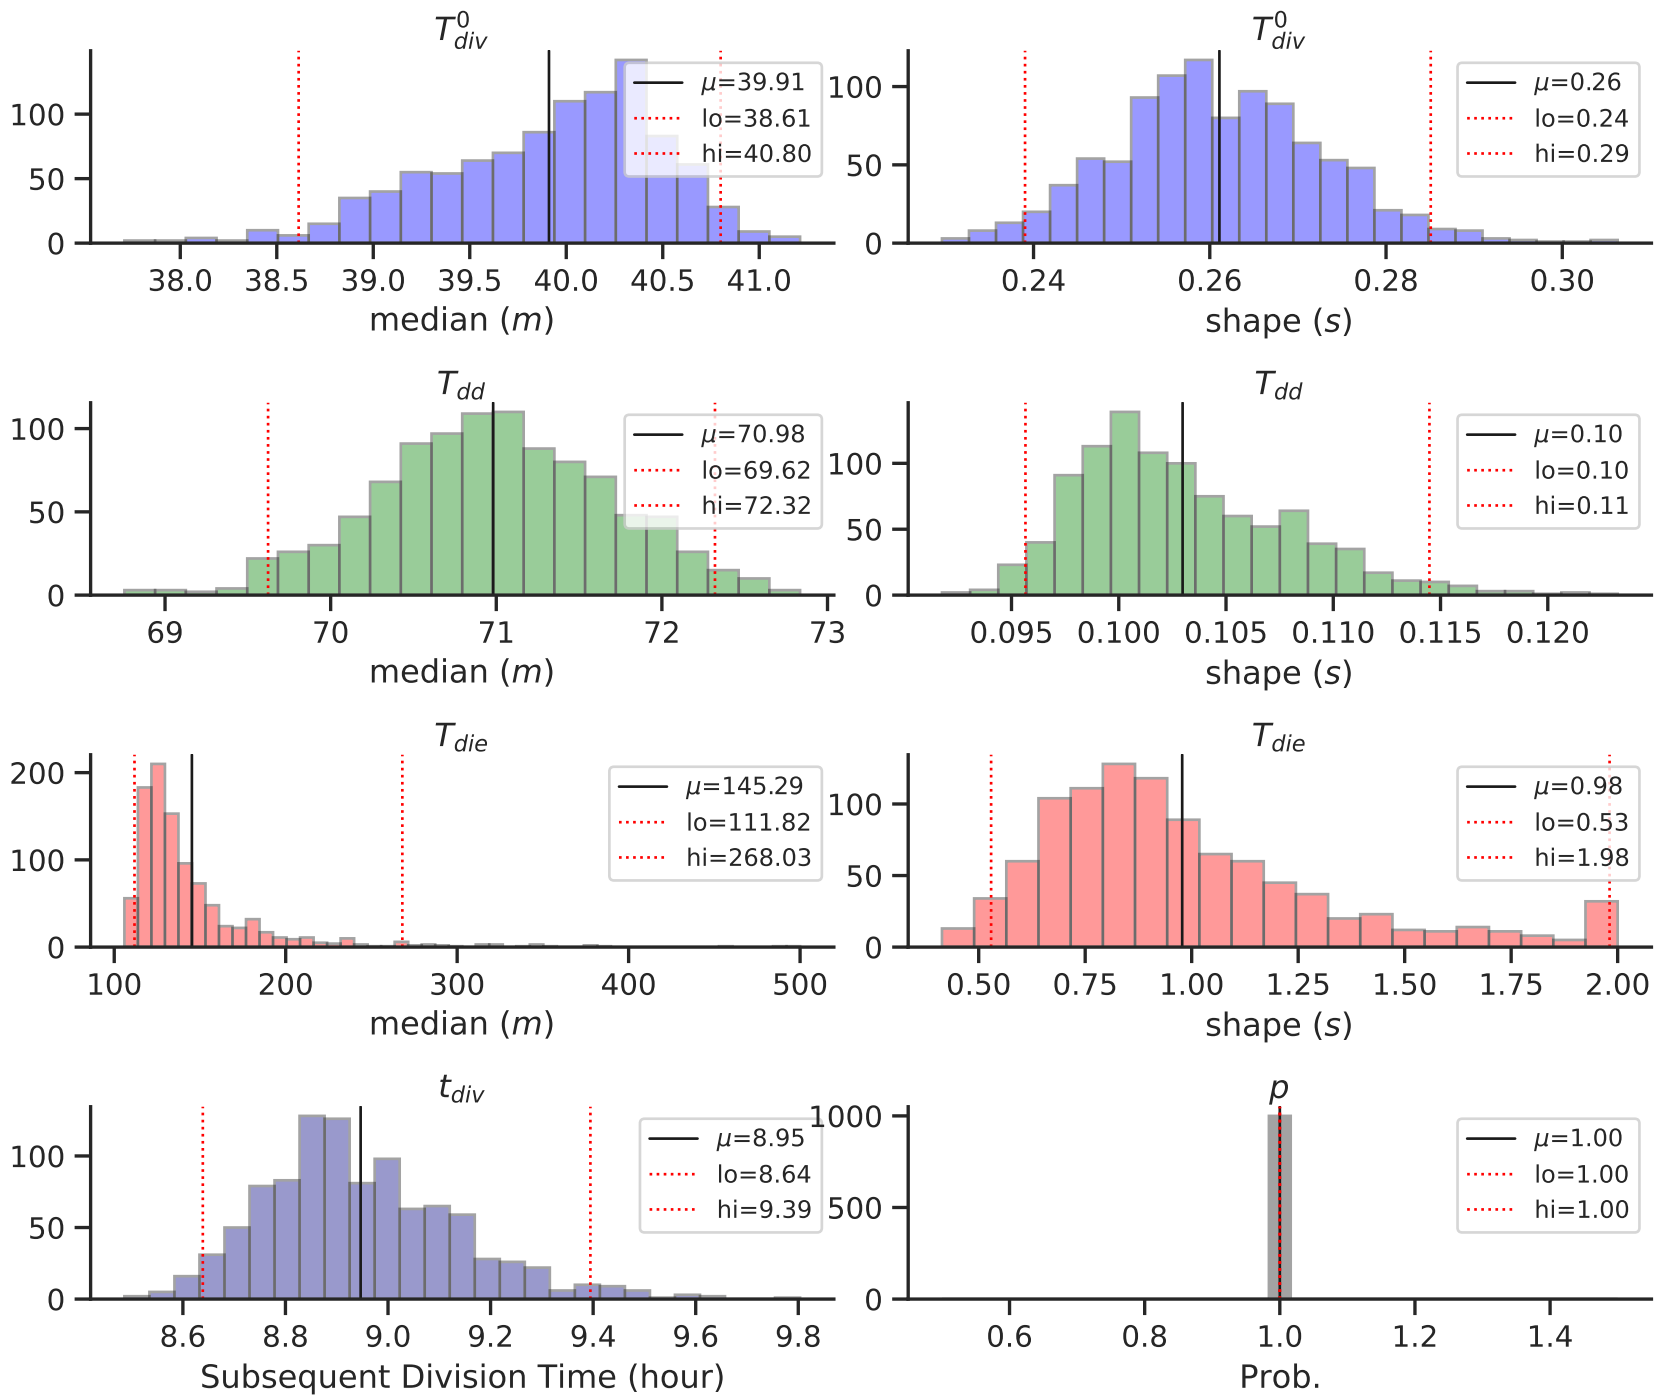 T⁰div
100
50
0
38.0 38.5 39.0 39.5 40.0 40.5 41.0
median (m)
μ=39.91
lo=38.61
hi=40.80
T⁰div
100
50
0
0.24 0.26 0.28 0.30
shape (s)
μ=0.26
lo=0.24
hi=0.29
Tdd
100
50
0
69 70 71 72 73
median (m)
μ=70.98
lo=69.62
hi=72.32
Tdd
100
50
0
0.095 0.100 0.105 0.110 0.115 0.120
shape (s)
μ=0.10
lo=0.10
hi=0.11
Tdie
200
100
0
100 200 300 400 500
median (m)
μ=145.29
lo=111.82
hi=268.03
Tdie
100
50
0
0.50 0.75 1.00 1.25 1.50 1.75 2.00
shape (s)
μ=0.98
lo=0.53
hi=1.98
tdiv
100
50
0
8.6 8.8 9.0 9.2 9.4 9.6 9.8
Subsequent Division Time (hour)
μ=8.95
lo=8.64
hi=9.39
p
1000
500
0
0.6 0.8 1.0 1.2 1.4
Prob.
μ=1.00
lo=1.00
hi=1.00